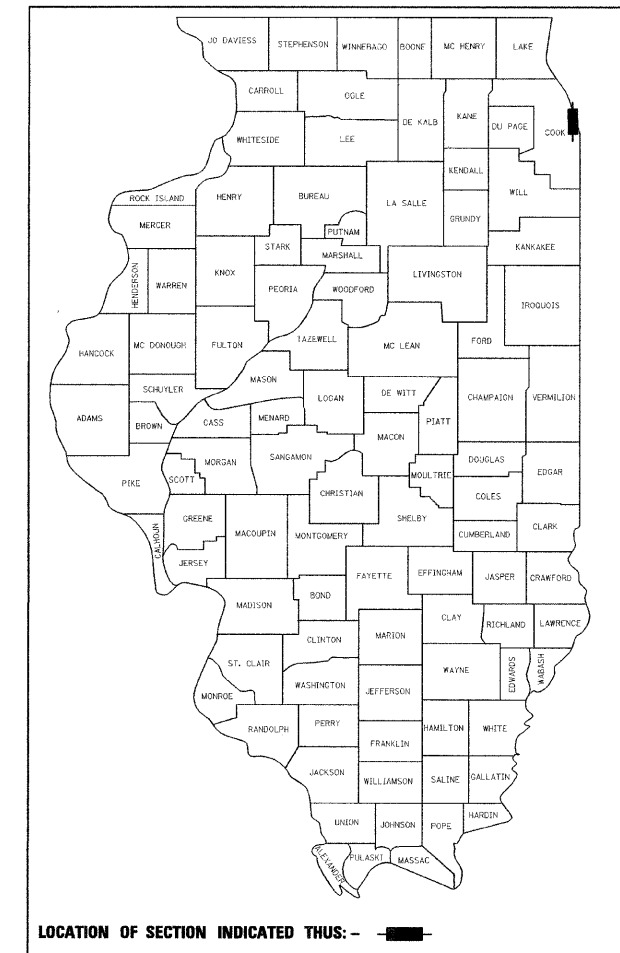 JO DAVIESS STEPHENSON WINNEBAGO BOONE MC HENRY LAKE
CARROLL OGLE DE KALB KANE DU PAGE COOK
WHITESIDE LEE
KENDALL WILL
ROCK ISLAND HENRY BUREAU LA SALLE GRUNDY
MERCER PUTNAM KANKAKEE
STARK MARSHALL
HENDERSON WARREN KNOX PEORIA WOODFORD LIVINGSTON IROQUOIS
HANCOCK MC DONOUGH FULTON TAZEWELL MC LEAN FORD
SCHUYLER MASON LOGAN DE WITT CHAMPAIGN VERMILION
ADAMS BROWN CASS MENARD MACON PIATT
PIKE SCOTT MORGAN SANGAMON CHRISTIAN MOULTRIE DOUGLAS EDGAR
COLES
CALHOUN GREENE MACOUPIN MONTGOMERY SHELBY CUMBERLAND CLARK
JERSEY FAYETTE EFFINGHAM JASPER CRAWFORD
MADISON BOND
CLINTON MARION CLAY RICHLAND LAWRENCE
ST. CLAIR WAYNE EDWARDS WABASH
MONROE WASHINGTON JEFFERSON
RANDOLPH PERRY HAMILTON WHITE
FRANKLIN
JACKSON WILLIAMSON SALINE GALLATIN
UNION JOHNSON POPE HARDIN
ALEXANDER PULASKI MASSAC
LOCATION OF SECTION INDICATED THUS: -